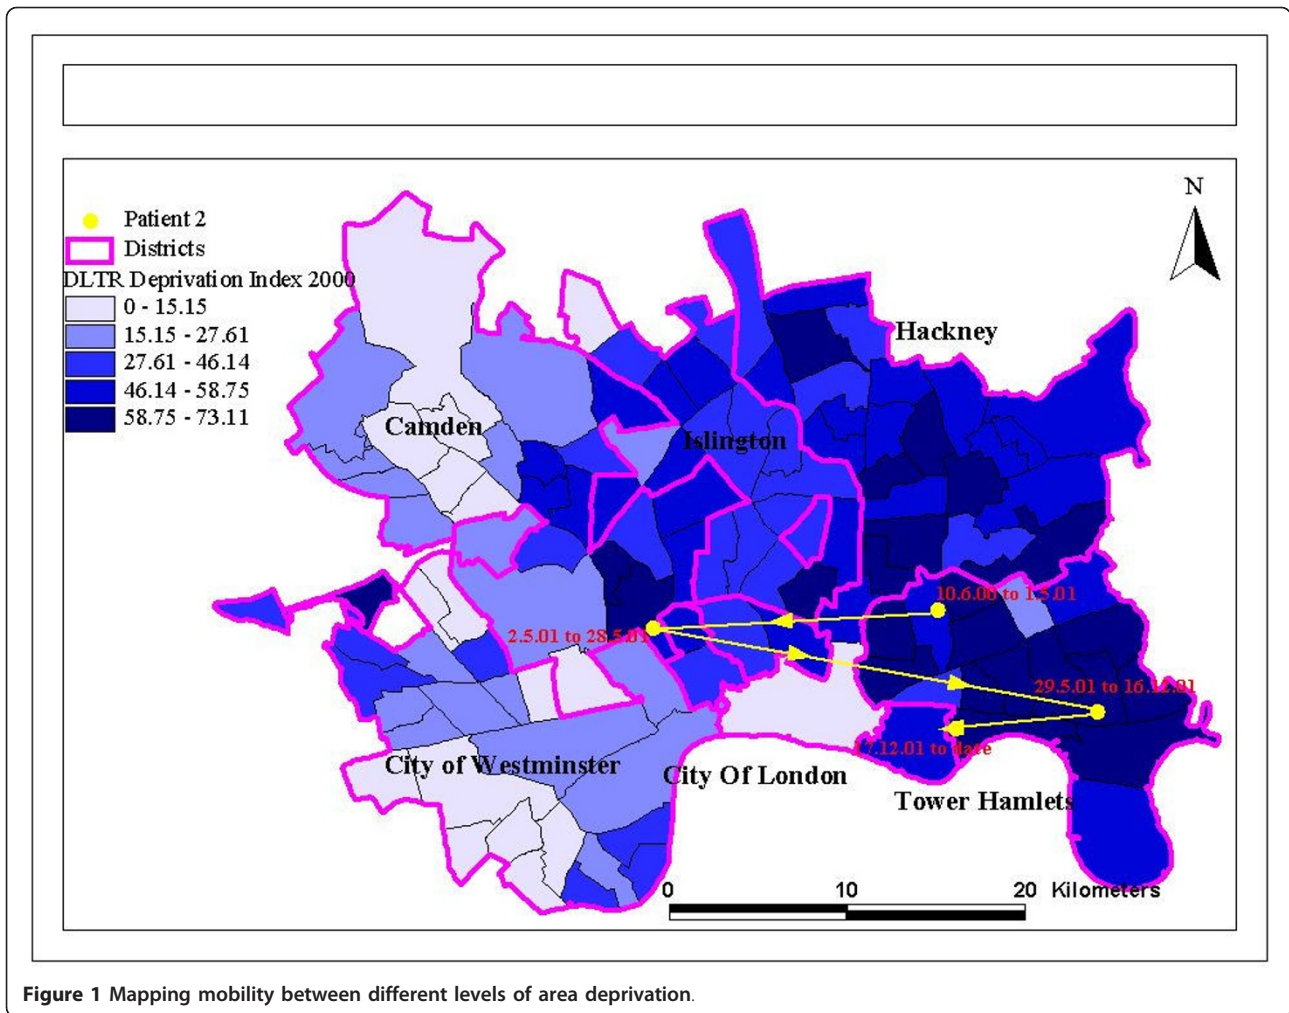 N
Patient 2
Districts
DLTR Deprivation Index 2000
0 - 15.15
15.15 - 27.61
27.61 - 46.14
46.14 - 58.75
58.75 - 73.11
Hackney
Camden
Islington
10.6.00 to 1.5.01
2.5.01 to 28.5.01
29.5.01 to 16.12.01
17.12.01 to date
City of Westminster
City Of London
Tower Hamlets
0 10 20 Kilometers
Figure 1 Mapping mobility between different levels of area deprivation.